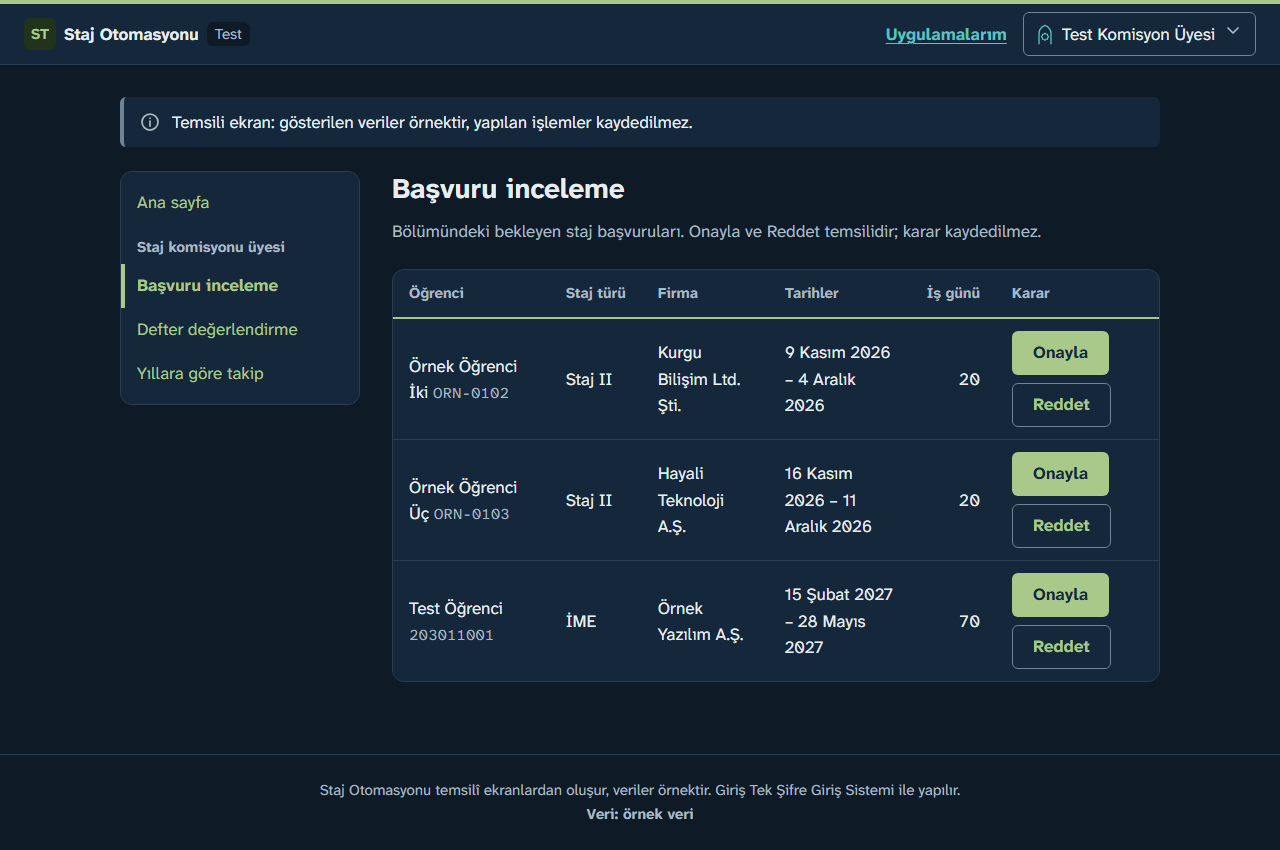 ST Staj Otomasyonu Test
Uygulamalarım
Test Komisyon Üyesi
Temsili ekran: gösterilen veriler örnektir, yapılan işlemler kaydedilmez.
Ana sayfa
Staj komisyonu üyesi
Başvuru inceleme
Defter değerlendirme
Yıllara göre takip
Başvuru inceleme
Bölümündeki bekleyen staj başvuruları. Onayla ve Reddet temsilidir; karar kaydedilmez.
Öğrenci Staj türü Firma Tarihler İş günü Karar
Örnek Öğrenci
İki ORN-0102
Staj II
Kurgu
Bilişim Ltd.
Şti.
9 Kasım 2026
– 4 Aralık
2026
20
Onayla
Reddet
Örnek Öğrenci
Üç ORN-0103
Staj II
Hayali
Teknoloji
A.Ş.
16 Kasım
2026 – 11
Aralık 2026
20
Onayla
Reddet
Test Öğrenci
203011001
İME
Örnek
Yazılım A.Ş.
15 Şubat 2027
– 28 Mayıs
2027
70
Onayla
Reddet
Staj Otomasyonu temsilî ekranlardan oluşur, veriler örnektir. Giriş Tek Şifre Giriş Sistemi ile yapılır.
Veri: örnek veri